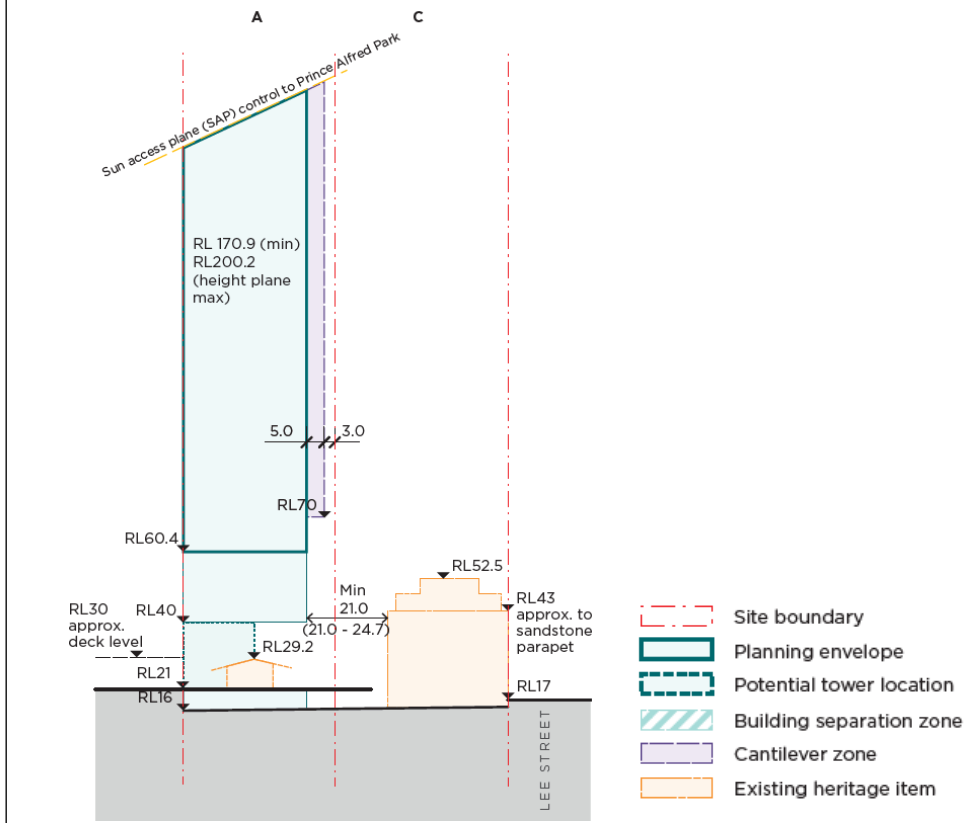 A
C
Sun access plane (SAP) control to Prince Alfred Park
RL 170.9 (min)
RL200.2
(height plane
max)
5.0
3.0
RL70
RL60.4
RL52.5
Min
21.0
(21.0 - 24.7)
RL30
approx.
deck level
RL40
RL43
approx. to
sandstone
parapet
RL29.2
RL21
RL16
RL17
LEE STREET
Site boundary
Planning envelope
Potential tower location
Building separation zone
Cantilever zone
Existing heritage item